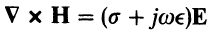 ∇ × H = (σ + jωϵ)E